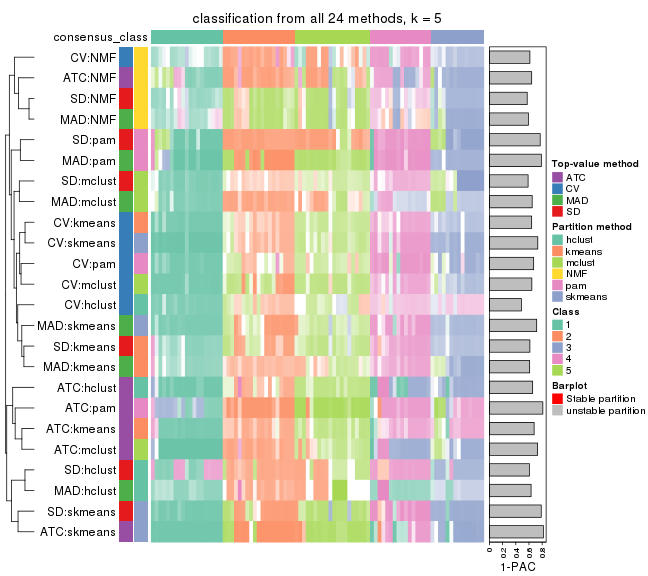 classification from all 24 methods, k = 5
consensus_class
CV:NMF
ATC:NMF
SD:NMF
MAD:NMF
SD:pam
MAD:pam
SD:mclust
MAD:mclust
CV:kmeans
CV:skmeans
CV:pam
CV:mclust
CV:hclust
MAD:skmeans
SD:kmeans
MAD:kmeans
ATC:hclust
ATC:pam
ATC:kmeans
ATC:mclust
SD:hclust
MAD:hclust
SD:skmeans
ATC:skmeans
0 0.2 0.4 0.6 0.8
1-PAC
Top-value method
ATC
CV
MAD
SD
Partition method
hclust
kmeans
mclust
NMF
pam
skmeans
Class
1
2
3
4
5
Barplot
Stable partition
unstable partition